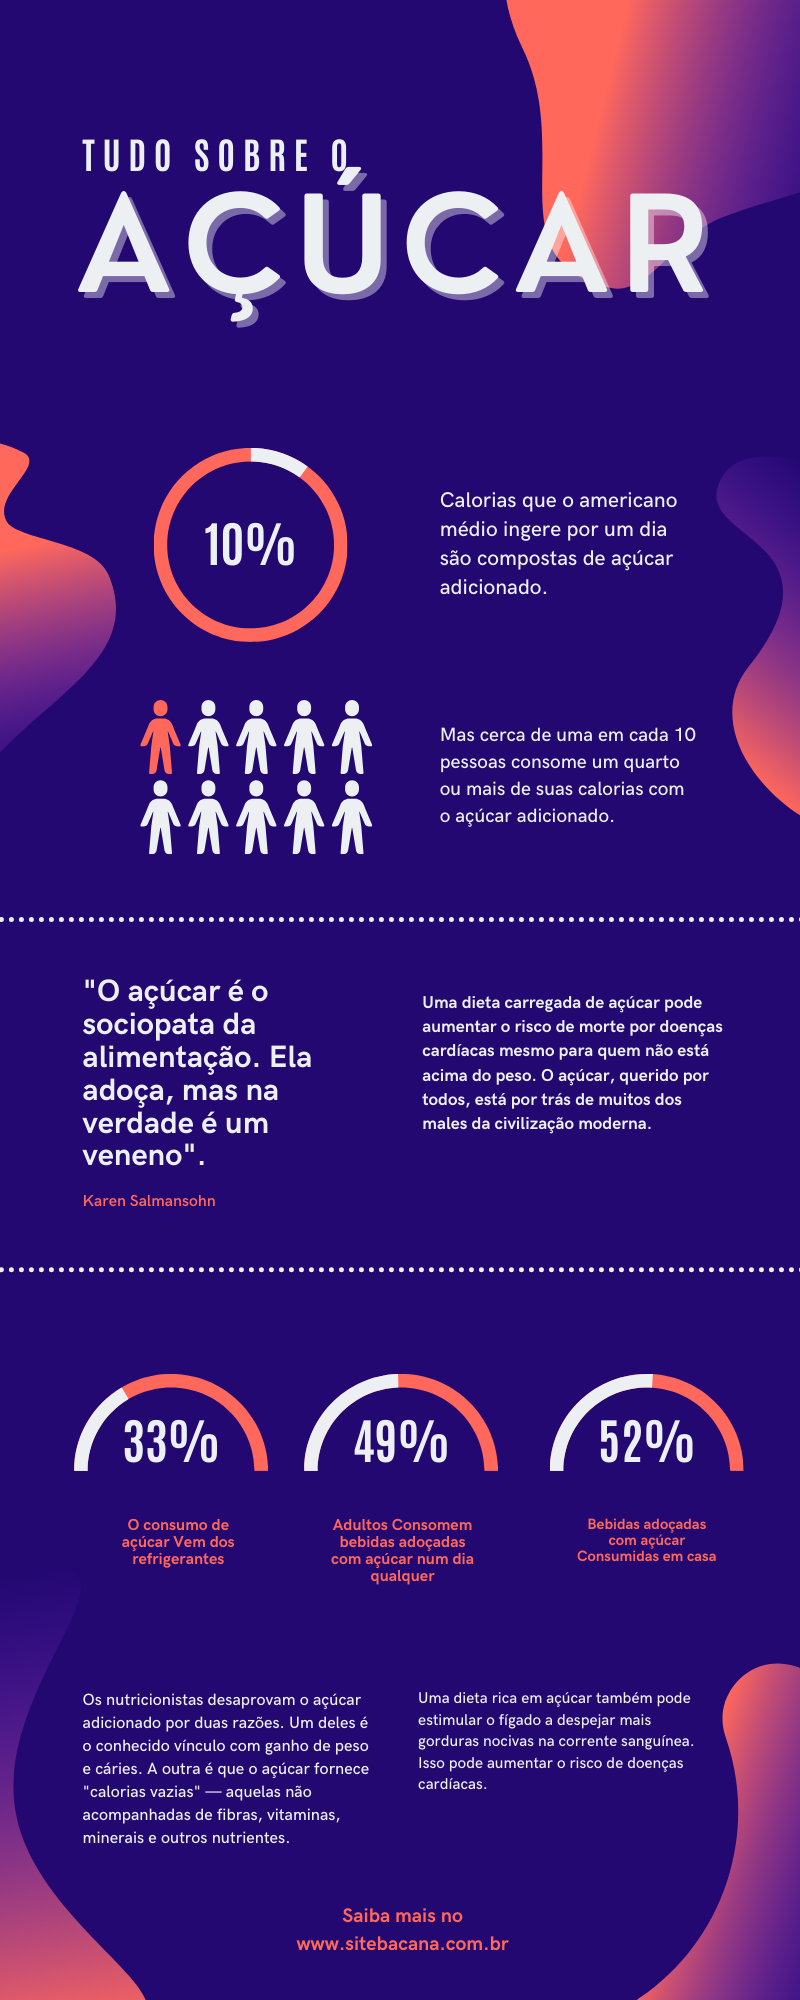 TUDO SOBRE O
AÇÚCAR
10%
Calorias que o americano
médio ingere por um dia
são compostas de açúcar
adicionado.
Mas cerca de uma em cada 10
pessoas consome um quarto
ou mais de suas calorias com
o açúcar adicionado.
"O açúcar é o
sociopata da
alimentação. Ela
adoça, mas na
verdade é um
veneno".
Karen Salmansohn
Uma dieta carregada de açúcar pode
aumentar o risco de morte por doenças
cardíacas mesmo para quem não está
acima do peso. O açúcar, querido por
todos, está por trás de muitos dos
males da civilização moderna.
33%
O consumo de
açúcar Vem dos
refrigerantes
49%
Adultos Consomem
bebidas adoçadas
com açúcar num dia
qualquer
52%
Bebidas adoçadas
com açúcar
Consumidas em casa
Os nutricionistas desaprovam o açúcar
adicionado por duas razões. Um deles é
o conhecido vínculo com ganho de peso
e cáries. A outra é que o açúcar fornece
"calorias vazias" — aquelas não
acompanhadas de fibras, vitaminas,
minerais e outros nutrientes.
Uma dieta rica em açúcar também pode
estimular o fígado a despejar mais
gorduras nocivas na corrente sanguínea.
Isso pode aumentar o risco de doenças
cardíacas.
Saiba mais no
www.sitebacana.com.br